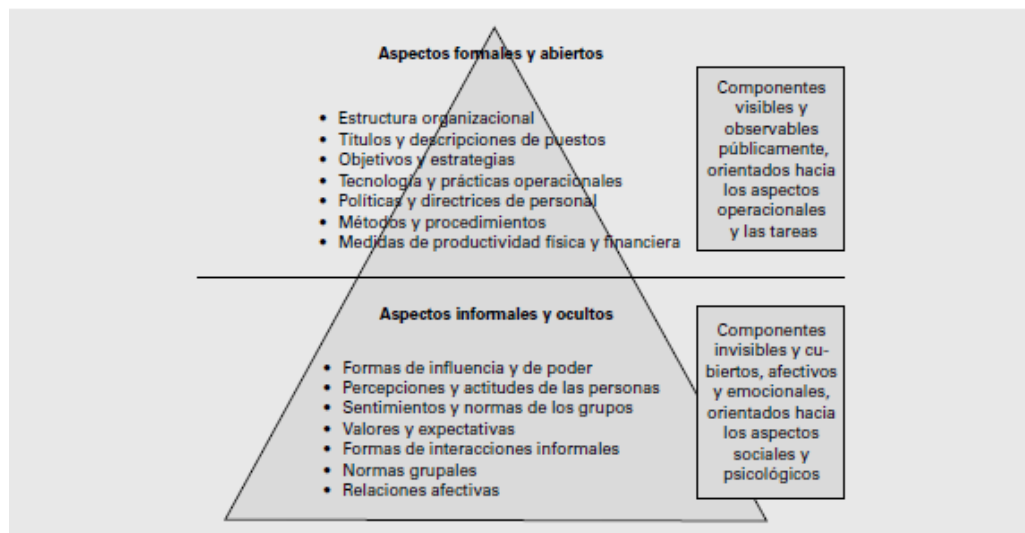 Aspectos formales y abiertos
• Estructura organizacional
• Títulos y descripciones de puestos
• Objetivos y estrategias
• Tecnología y prácticas operacionales
• Políticas y directrices de personal
• Métodos y procedimientos
• Medidas de productividad física y financiera
Componentes
visibles y
observables
públicamente,
orientados hacia
los aspectos
operacionales
y las tareas
Aspectos informales y ocultos
• Formas de influencia y de poder
• Percepciones y actitudes de las personas
• Sentimientos y normas de los grupos
• Valores y expectativas
• Formas de interacciones informales
• Normas grupales
• Relaciones afectivas
Componentes
invisibles y cu-
biertos, afectivos
y emocionales,
orientados hacia
los aspectos
sociales y
psicológicos